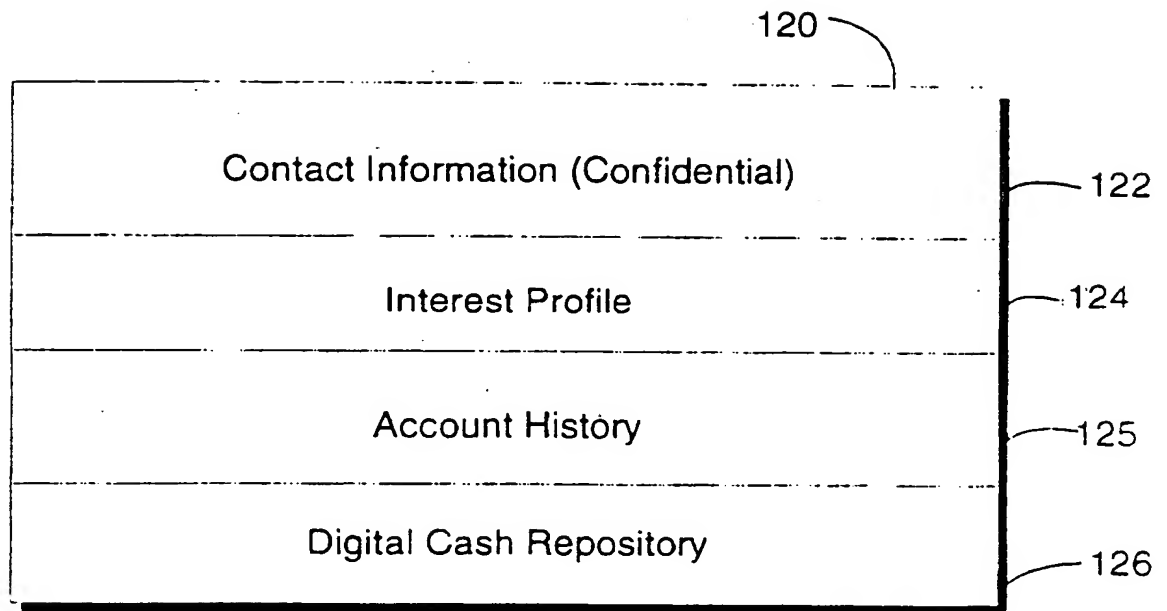 120
Contact Information (Confidential)
122
Interest Profile
124
Account History
125
Digital Cash Repository
126